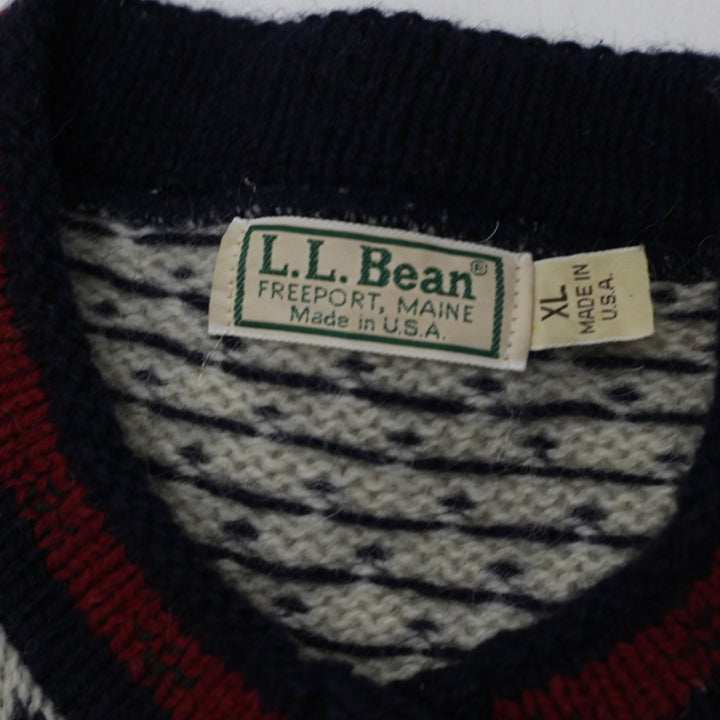 L.L.Bean®
FREEPORT, MAINE
Made in U.S.A.
XL
MADE IN
U.S.A.